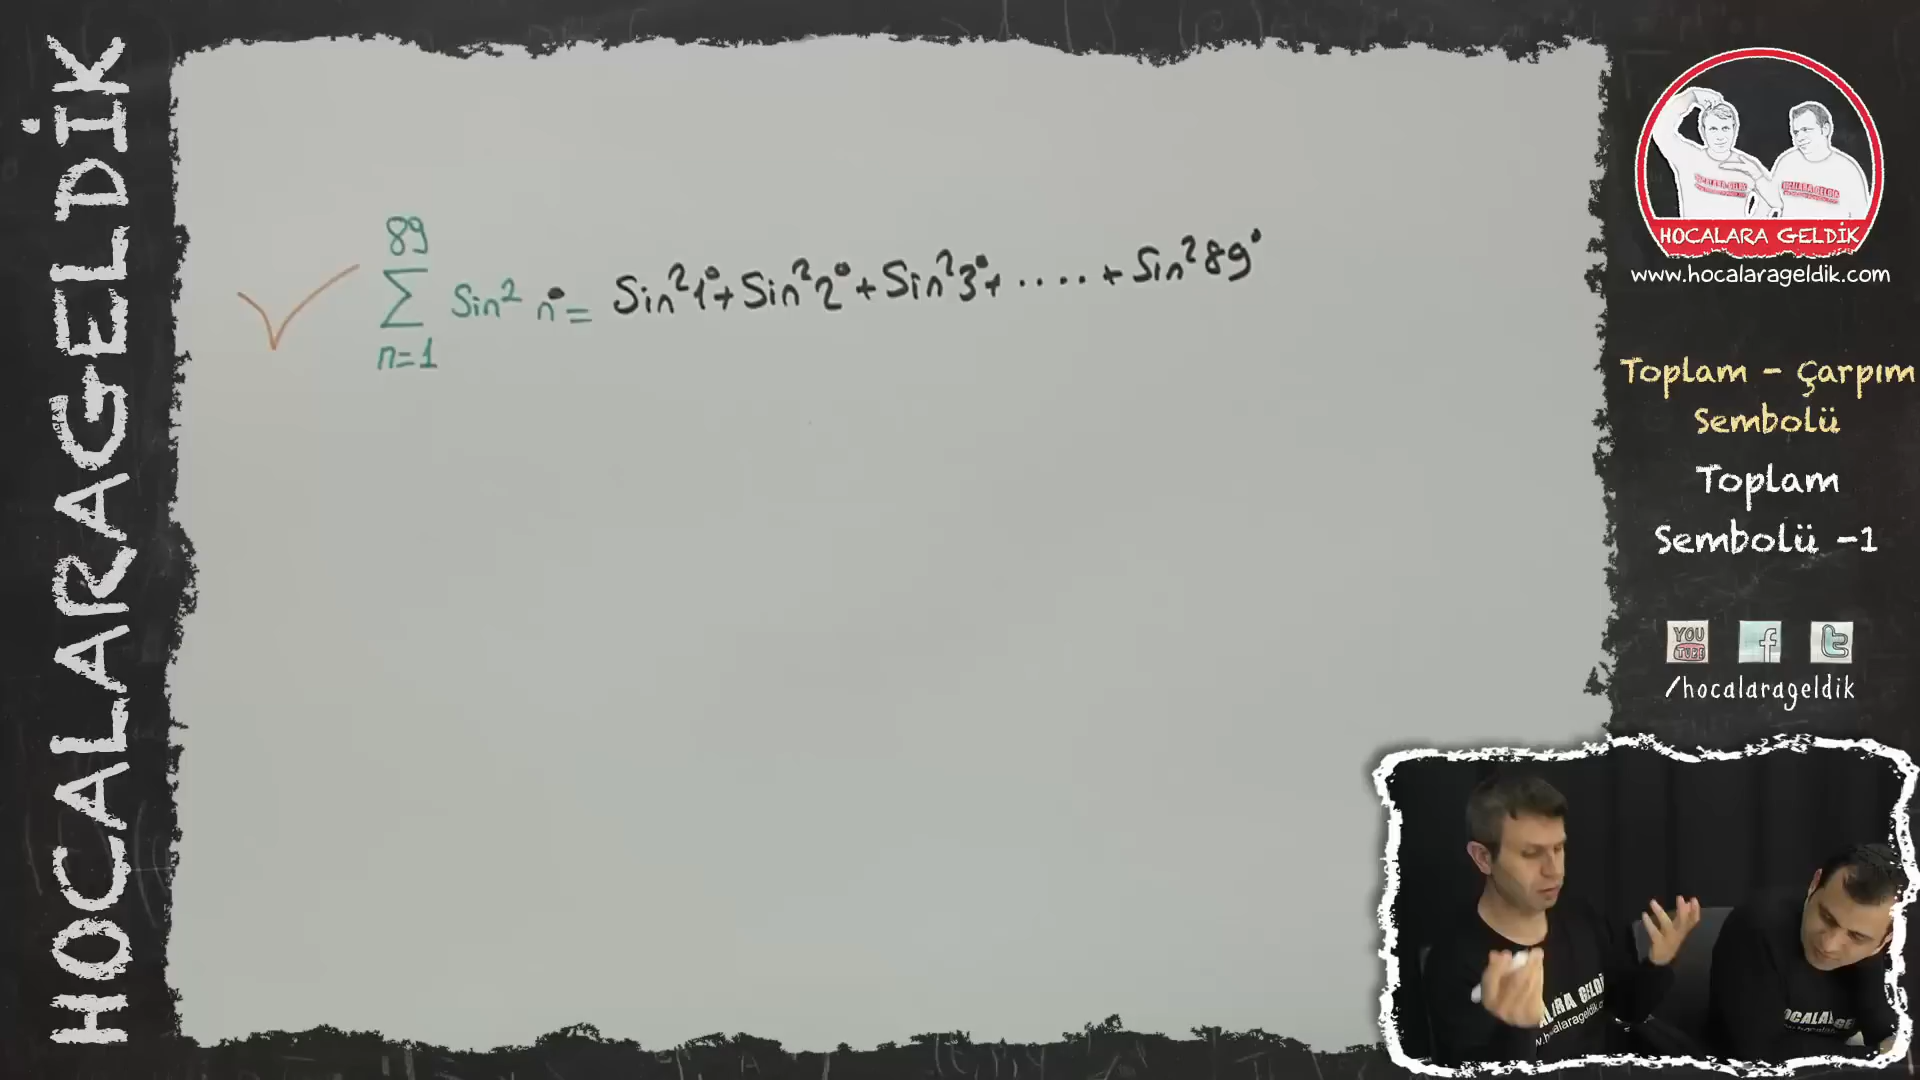 HOCALARAGELDİK
89
∑ Sin² n° = Sin²1° + Sin²2° + Sin²3° + ..... + Sin²89°
n=1
HOCALARA GELDİK
www.hocalarageldik.com
Toplam - Çarpım
Sembolü
Toplam
Sembolü -1
YOU
TUBE
f
t
/hocalarageldik